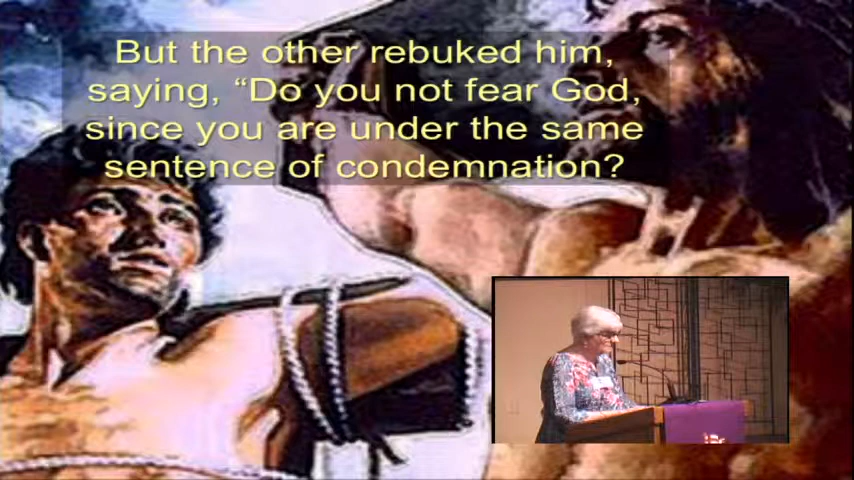 But the other rebuked him,
saying, “Do you not fear God,
since you are under the same
sentence of condemnation?